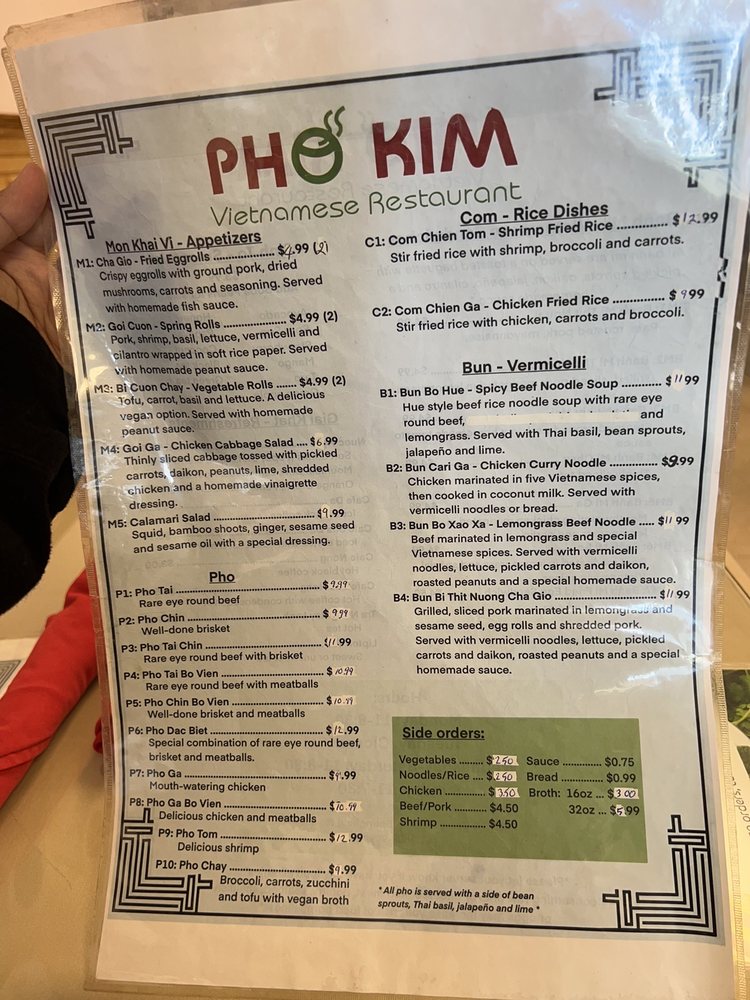 PHO KIM
Vietnamese Restaurant
Mon Khai Vi - Appetizers
M1: Cha Gio - Fried Eggrolls .................... $4.99 (2)
Crispy eggrolls with ground pork, dried
mushrooms, carrots and seasoning. Served
with homemade fish sauce.
M2: Goi Cuon - Spring Rolls ..................... $4.99 (2)
Pork, shrimp, basil, lettuce, vermicelli and
cilantro wrapped in soft rice paper. Served
with homemade peanut sauce.
M3: Bi Cuon Chay - Vegetable Rolls ....... $4.99 (2)
Tofu, carrot, basil and lettuce. A delicious
vegan option. Served with homemade
peanut sauce.
M4: Goi Ga - Chicken Cabbage Salad .... $6.99
Thinly sliced cabbage tossed with pickled
carrots, daikon, peanuts, lime, shredded
chicken and a homemade vinaigrette
dressing.
M5: Calamari Salad ................................ $9.99
Squid, bamboo shoots, ginger, sesame seed
and sesame oil with a special dressing.
Pho
P1: Pho Tai ............................................. $9.99
Rare eye round beef
P2: Pho Chin .......................................... $9.99
Well-done brisket
P3: Pho Tai Chin .................................... $11.99
Rare eye round beef with brisket
P4: Pho Tai Bo Vien ............................... $10.99
Rare eye round beef with meatballs
P5: Pho Chin Bo Vien ............................ $10.99
Well-done brisket and meatballs
P6: Pho Dac Biet .................................... $12.99
Special combination of rare eye round beef,
brisket and meatballs.
P7: Pho Ga .............................................. $9.99
Mouth-watering chicken
P8: Pho Ga Bo Vien ................................ $10.99
Delicious chicken and meatballs
P9: Pho Tom ..................................... $12.99
Delicious shrimp
P10: Pho Chay ................................... $9.99
Broccoli, carrots, zucchini
and tofu with vegan broth
Com - Rice Dishes
C1: Com Chien Tom - Shrimp Fried Rice .............. $12.99
Stir fried rice with shrimp, broccoli and carrots.
C2: Com Chien Ga - Chicken Fried Rice .............. $9.99
Stir fried rice with chicken, carrots and broccoli.
Bun - Vermicelli
B1: Bun Bo Hue - Spicy Beef Noodle Soup ............ $11.99
Hue style beef rice noodle soup with rare eye
round beef, and
lemongrass. Served with Thai basil, bean sprouts,
jalapeño and lime.
B2: Bun Cari Ga - Chicken Curry Noodle .............. $9.99
Chicken marinated in five Vietnamese spices,
then cooked in coconut milk. Served with
vermicelli noodles or bread.
B3: Bun Bo Xao Xa - Lemongrass Beef Noodle ..... $11.99
Beef marinated in lemongrass and special
Vietnamese spices. Served with vermicelli
noodles, lettuce, pickled carrots and daikon,
roasted peanuts and a special homemade sauce.
B4: Bun Bi Thit Nuong Cha Gio ............................ $11.99
Grilled, sliced pork marinated in lemongrass and
sesame seed, egg rolls and shredded pork.
Served with vermicelli noodles, lettuce, pickled
carrots and daikon, roasted peanuts and a special
homemade sauce.
Side orders:
Vegetables ........ $2.50
Noodles/Rice .... $2.50
Chicken ............. $3.50
Beef/Pork .......... $4.50
Shrimp ............... $4.50
Sauce .............. $0.75
Bread .............. $0.99
Broth: 16oz ... $3.00
32oz ... $5.99
* All pho is served with a side of bean
sprouts, Thai basil, jalapeño and lime *